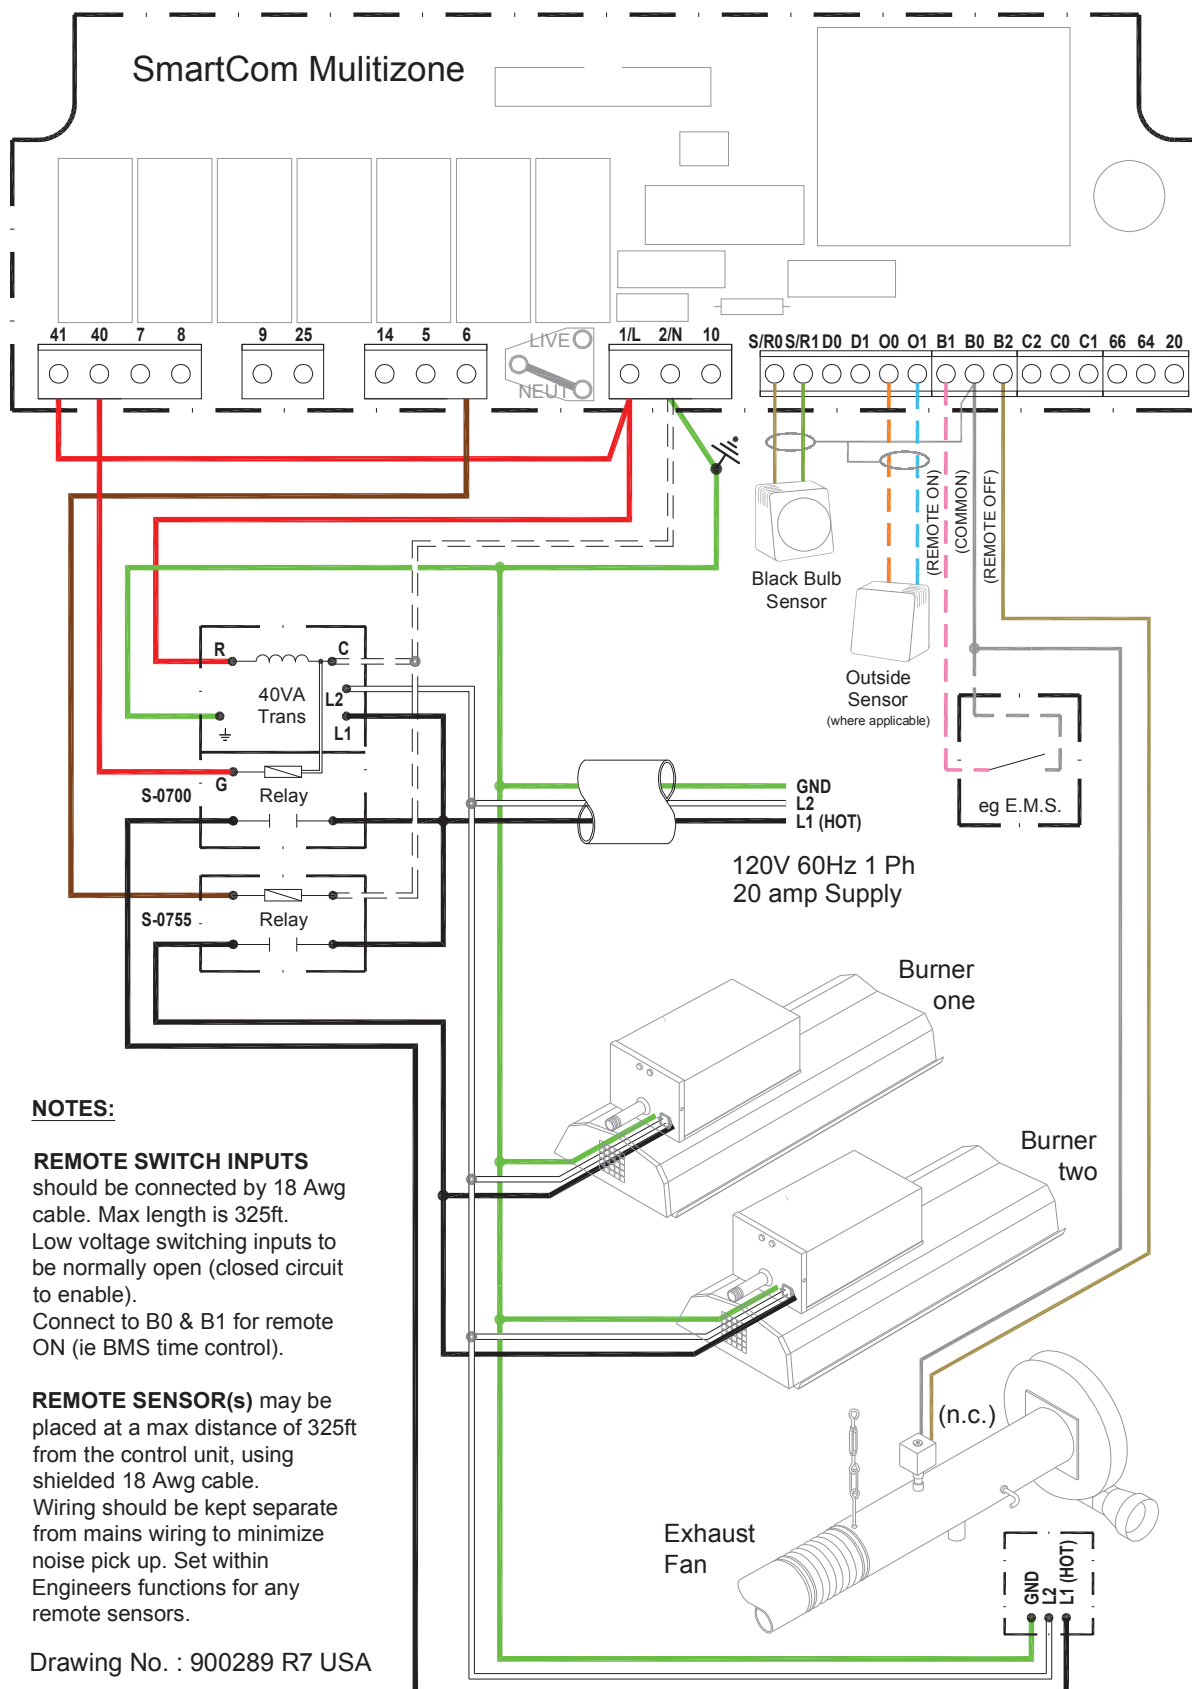 SmartCom Mulitizone
41 40 7 8 9 25 14 5 6 1/L 2/N 10 S/R0 S/R1 D0 D1 O0 O1 B1 B0 B2 C2 C0 C1 66 64 20
LIVE
NEUT
(REMOTE ON)
(COMMON)
(REMOTE OFF)
Black Bulb
Sensor
Outside
Sensor
(where applicable)
R
C
40VA
Trans
L2
L1
G
S-0700
Relay
eg E.M.S.
GND
L2
L1 (HOT)
120V 60Hz 1 Ph
20 amp Supply
S-0755
Relay
Burner
one
Burner
two
NOTES:
REMOTE SWITCH INPUTS
should be connected by 18 Awg
cable. Max length is 325ft.
Low voltage switching inputs to
be normally open (closed circuit
to enable).
Connect to B0 & B1 for remote
ON (ie BMS time control).
REMOTE SENSOR(s) may be
placed at a max distance of 325ft
from the control unit, using
shielded 18 Awg cable.
Wiring should be kept separate
from mains wiring to minimize
noise pick up. Set within
Engineers functions for any
remote sensors.
(n.c.)
Exhaust
Fan
GND
L2
L1 (HOT)
Drawing No. : 900289 R7 USA